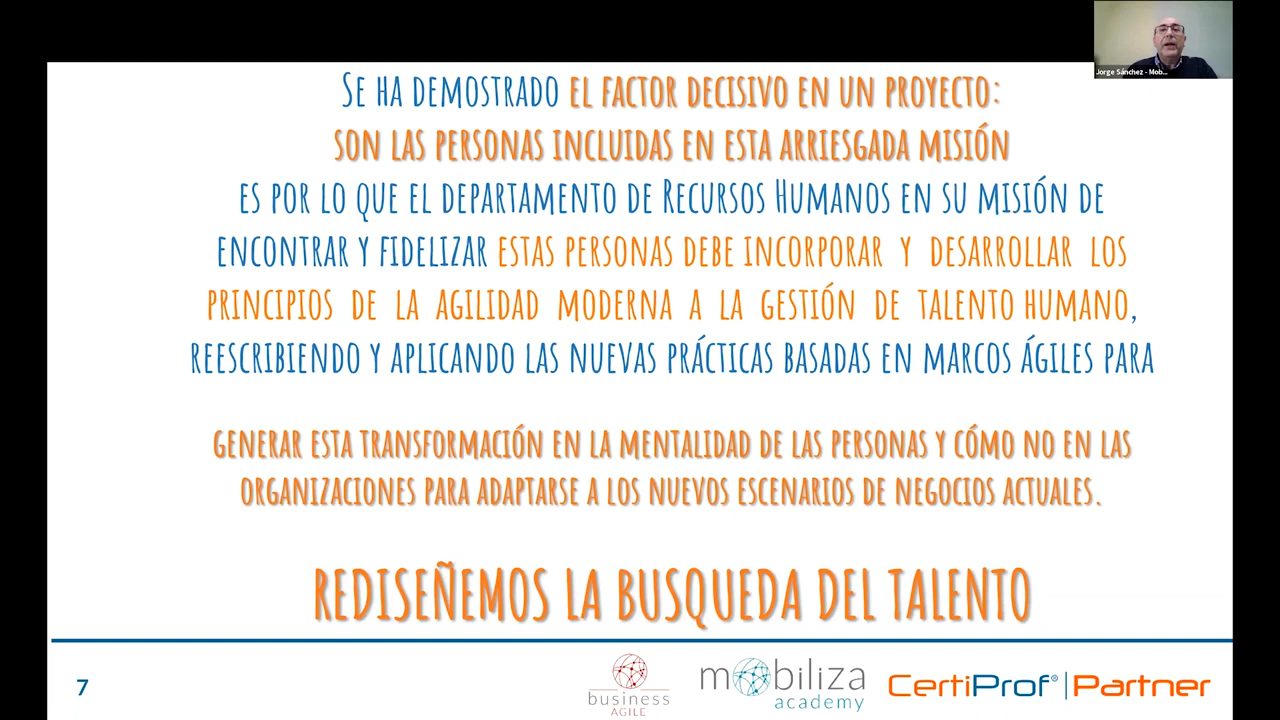 Jorge Sánchez - Mob...
SE HA DEMOSTRADO EL FACTOR DECISIVO EN UN PROYECTO:
SON LAS PERSONAS INCLUIDAS EN ESTA ARRIESGADA MISIÓN
ES POR LO QUE EL DEPARTAMENTO DE RECURSOS HUMANOS EN SU MISIÓN DE
ENCONTRAR Y FIDELIZAR ESTAS PERSONAS DEBE INCORPORAR Y DESARROLLAR LOS
PRINCIPIOS DE LA AGILIDAD MODERNA A LA GESTIÓN DE TALENTO HUMANO,
REESCRIBIENDO Y APLICANDO LAS NUEVAS PRÁCTICAS BASADAS EN MARCOS ÁGILES PARA
GENERAR ESTA TRANSFORMACIÓN EN LA MENTALIDAD DE LAS PERSONAS Y CÓMO NO EN LAS
ORGANIZACIONES PARA ADAPTARSE A LOS NUEVOS ESCENARIOS DE NEGOCIOS ACTUALES.
REDISEÑEMOS LA BUSQUEDA DEL TALENTO
7
business
AGILE
mobiliza
academy
CertiProf® | Partner